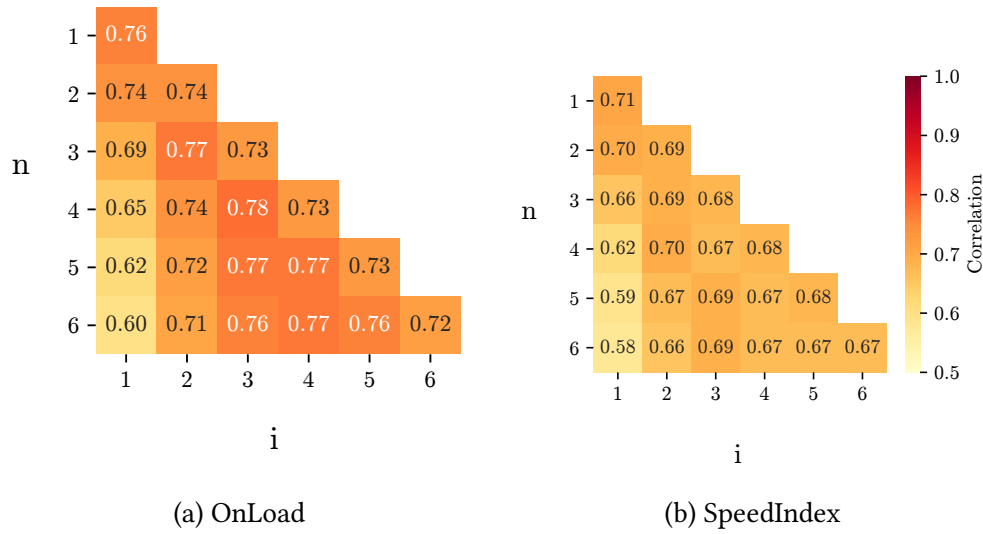 n
1 0.76
2 0.74 0.74
3 0.69 0.77 0.73
4 0.65 0.74 0.78 0.73
5 0.62 0.72 0.77 0.77 0.73
6 0.60 0.71 0.76 0.77 0.76 0.72
1 2 3 4 5 6
i
(a) OnLoad
n
1 0.71
2 0.70 0.69
3 0.66 0.69 0.68
4 0.62 0.70 0.67 0.68
5 0.59 0.67 0.69 0.67 0.68
6 0.58 0.66 0.69 0.67 0.67 0.67
1 2 3 4 5 6
i
1.0
0.9
0.8
0.7
0.6
0.5
Correlation
(b) SpeedIndex